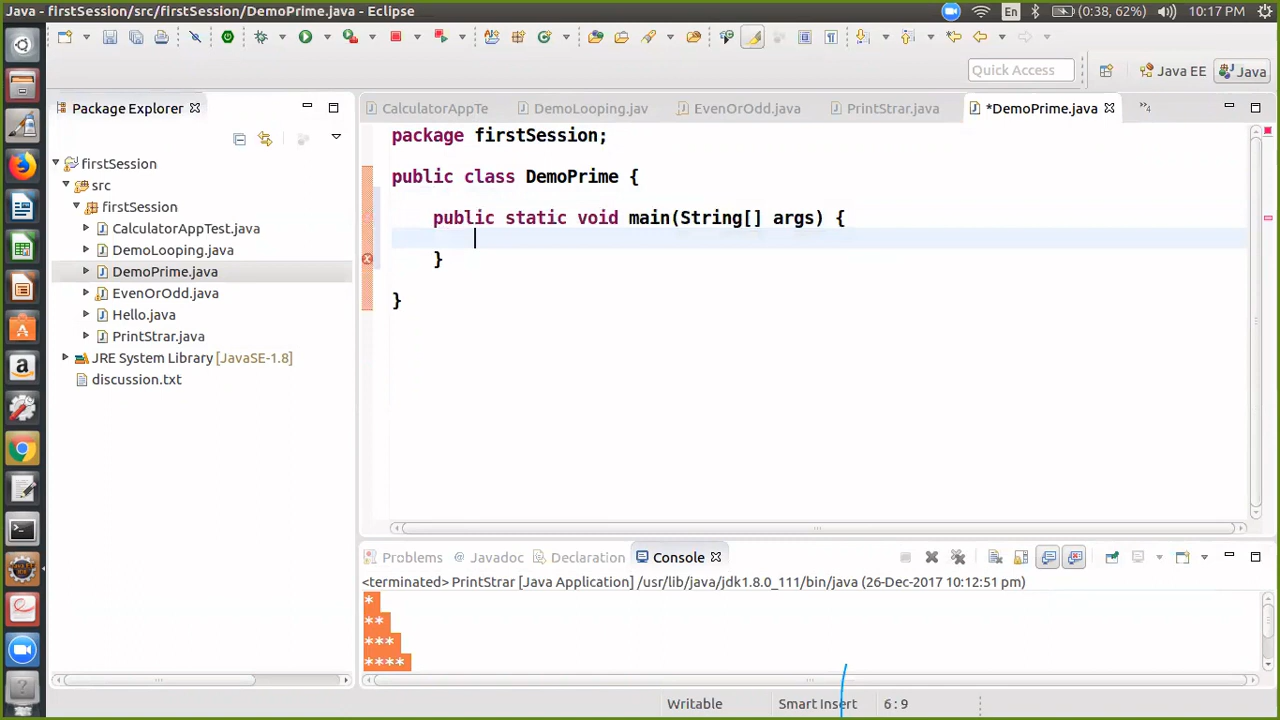 Java - firstSession/src/firstSession/DemoPrime.java - Eclipse
En
(0:38, 62%)
10:17 PM
Quick Access
Java EE
Java
Package Explorer
firstSession
src
firstSession
CalculatorAppTest.java
DemoLooping.java
DemoPrime.java
EvenOrOdd.java
Hello.java
PrintStrar.java
JRE System Library [JavaSE-1.8]
discussion.txt
CalculatorAppTe
DemoLooping.jav
EvenOrOdd.java
PrintStrar.java
*DemoPrime.java
package firstSession;
public class DemoPrime {
public static void main(String[] args) {
}
}
Problems
@ Javadoc
Declaration
Console
<terminated> PrintStrar [Java Application] /usr/lib/java/jdk1.8.0_111/bin/java (26-Dec-2017 10:12:51 pm)
*
**
***
****
Writable
Smart Insert
6 : 9